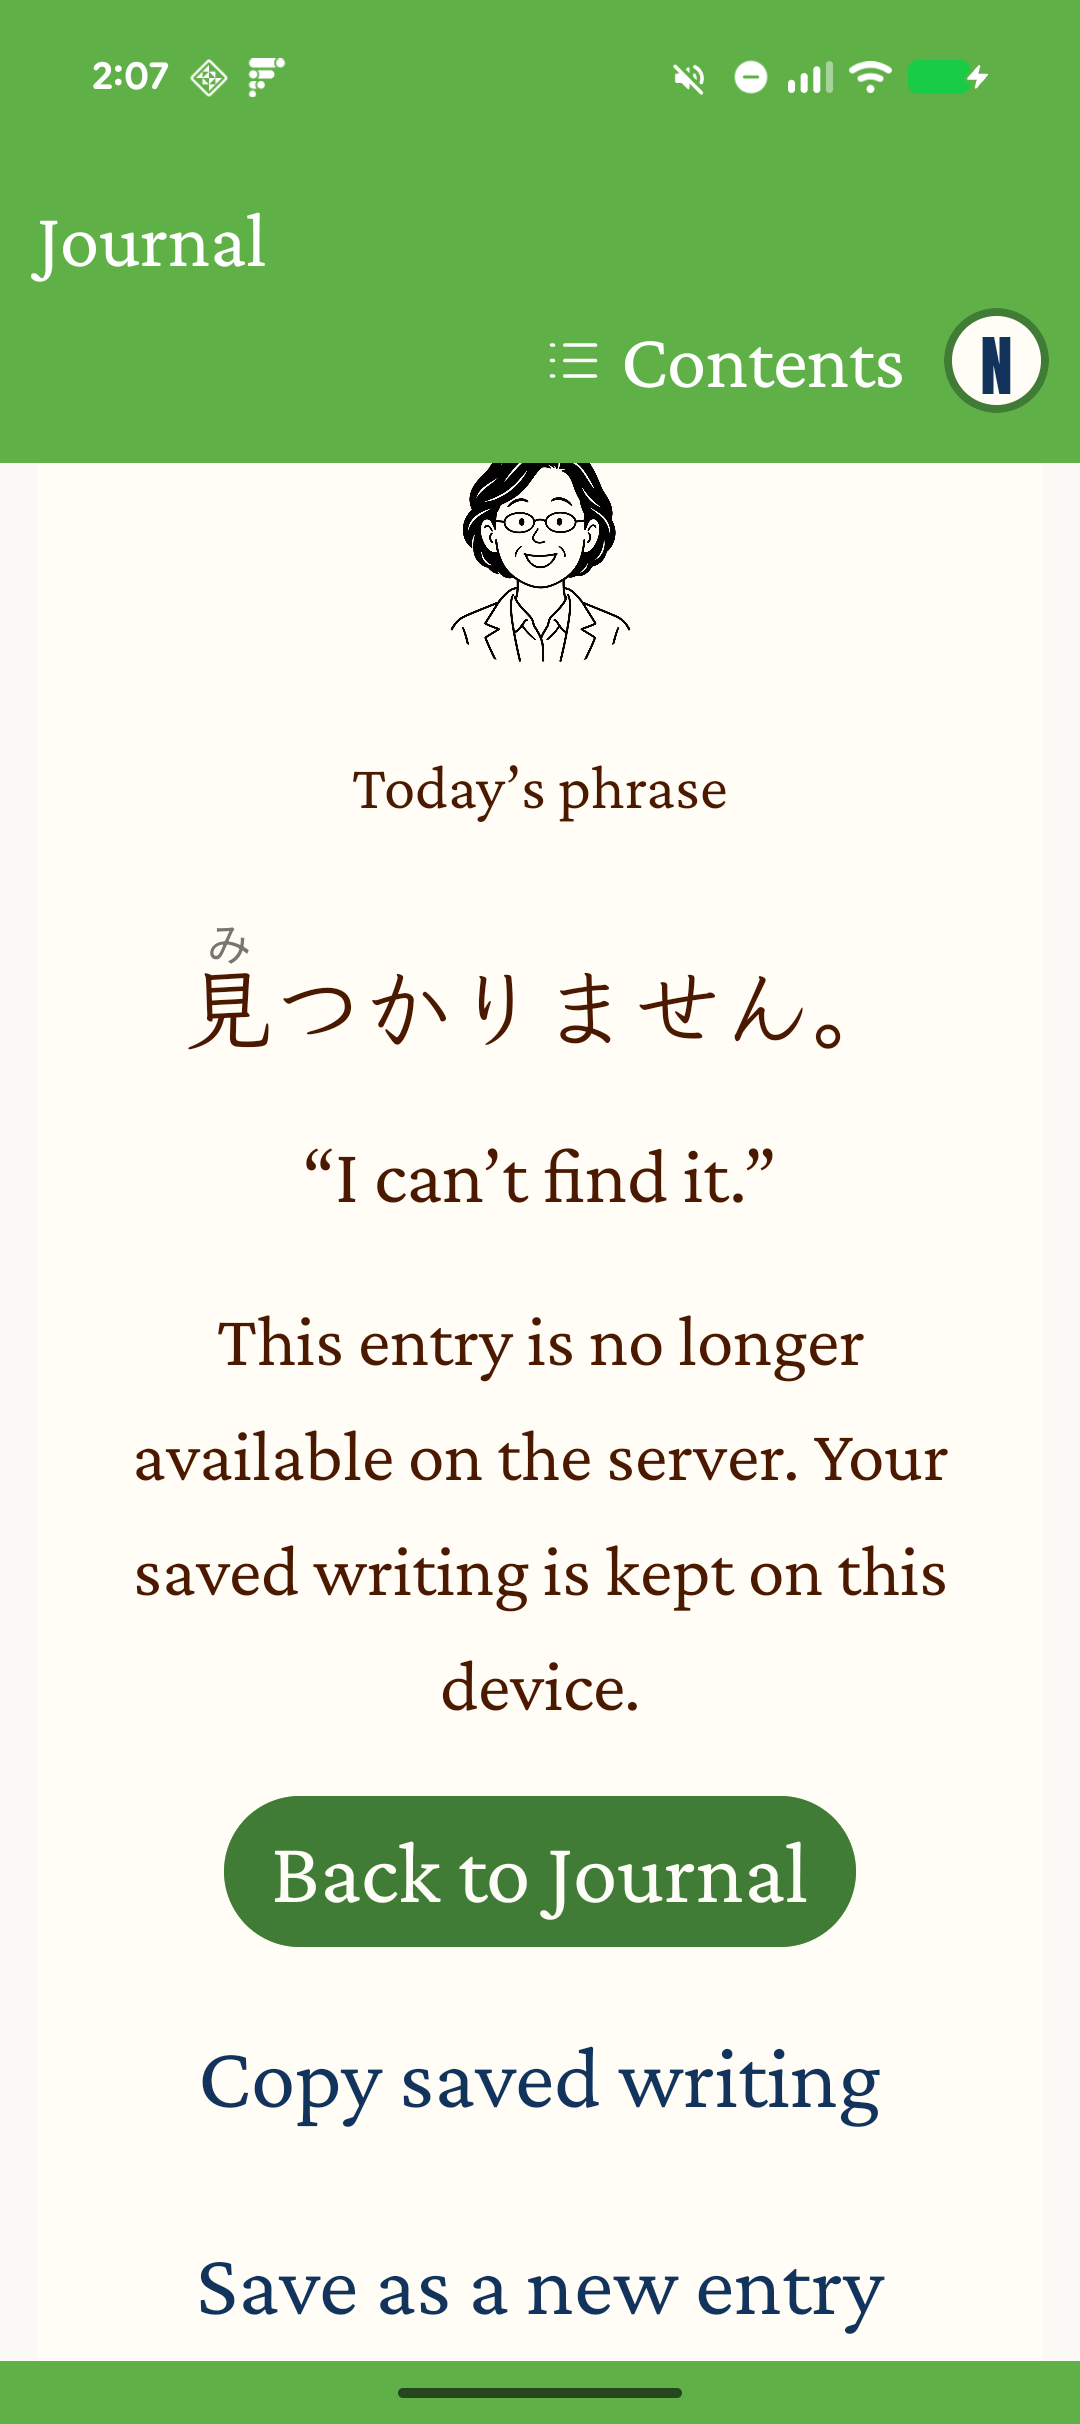 2:07
Journal
Contents
N
Today’s phrase
み
見つかりません。
“I can’t find it.”
This entry is no longer
available on the server. Your
saved writing is kept on this
device.
Back to Journal
Copy saved writing
Save as a new entry